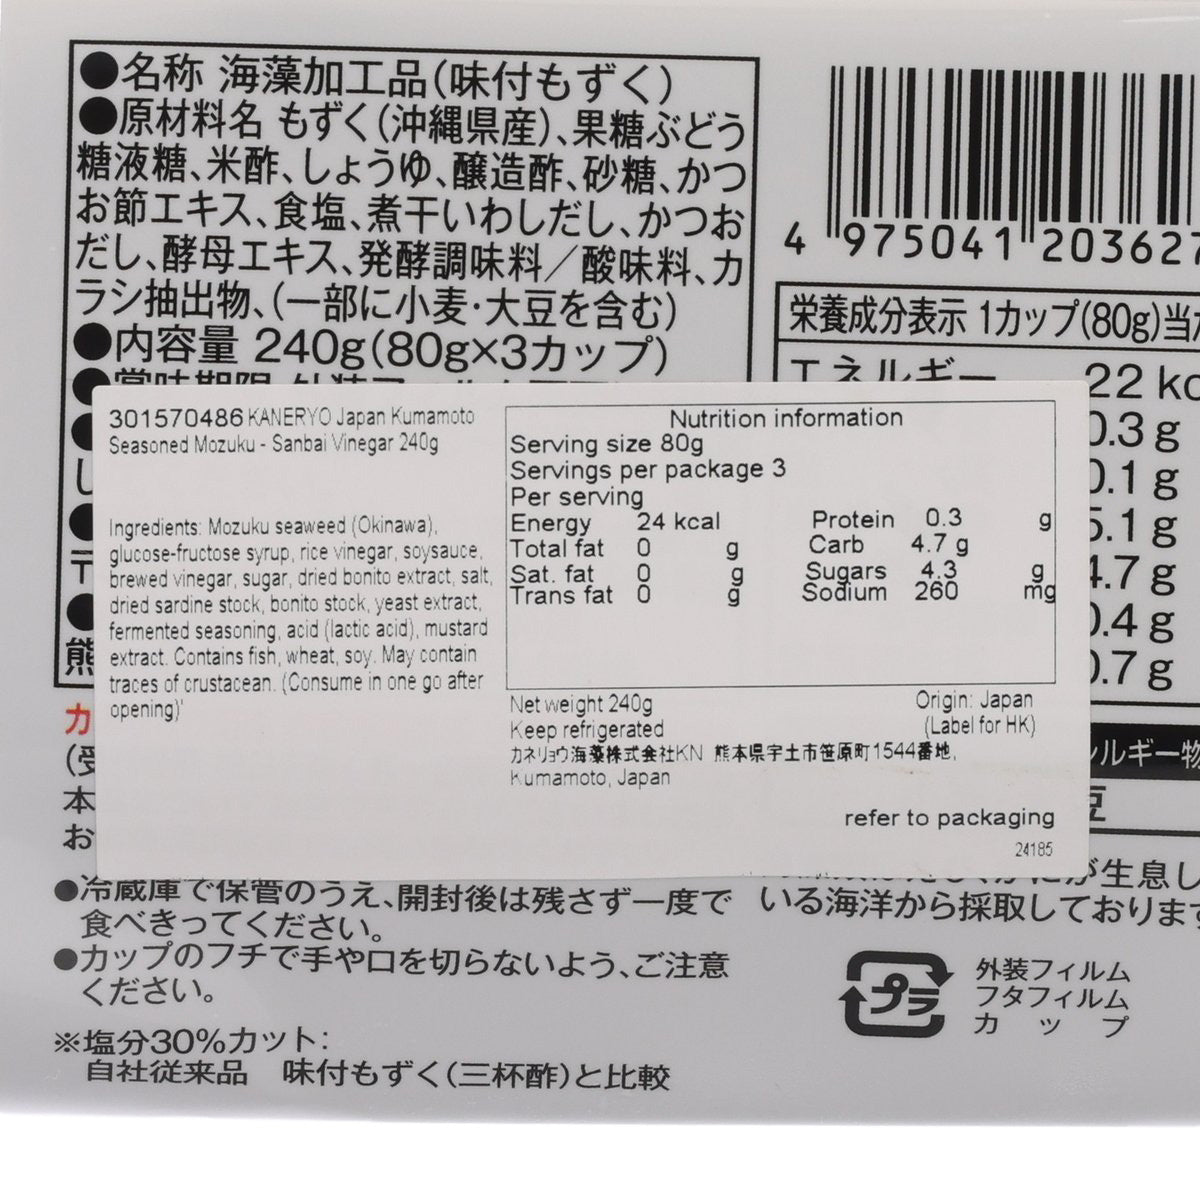 ●名称 海藻加工品(味付もずく)
●原材料名 もずく(沖縄県産)、果糖ぶどう
糖液糖、米酢、しょうゆ、醸造酢、砂糖、かつ
お節エキス、食塩、煮干いわしだし、かつお
だし、酵母エキス、発酵調味料／酸味料、カ
ラシ抽出物、(一部に小麦・大豆を含む)
●内容量 240g(80g×3カップ)
4 975041 203627
栄養成分表示 1カップ(80g)当
エネルギー 22 kc
0.3 g
0.1 g
5.1 g
4.7 g
0.4 g
0.7 g
301570486 KANERYO Japan Kumamoto
Seasoned Mozuku - Sanbai Vinegar 240g
Ingredients: Mozuku seaweed (Okinawa),
glucose-fructose syrup, rice vinegar, soysauce,
brewed vinegar, sugar, dried bonito extract, salt,
dried sardine stock, bonito stock, yeast extract,
fermented seasoning, acid (lactic acid), mustard
extract. Contains fish, wheat, soy. May contain
traces of crustacean. (Consume in one go after
opening)'
Nutrition information
Serving size 80g
Servings per package 3
Per serving
Energy 24 kcal Protein 0.3 g
Total fat 0 g Carb 4.7 g
Sat. fat 0 g Sugars 4.3 g
Trans fat 0 g Sodium 260 mg
Net weight 240g Origin: Japan
Keep refrigerated (Label for HK)
カネリョウ海藻株式会社KN 熊本県宇土市笹原町1544番地,
Kumamoto, Japan
refer to packaging
24185
熊
カ
(受
本
お
ルギー物
豆
●冷蔵庫で保管のうえ、開封後は残さず一度で
食べきってください。
●カップのフチで手や口を切らないよう、ご注意
ください。
※塩分30%カット:
自社従来品 味付もずく(三杯酢)と比較
が生息し
いる海洋から採取しております
プラ
外装フィルム
フタフィルム
カップ